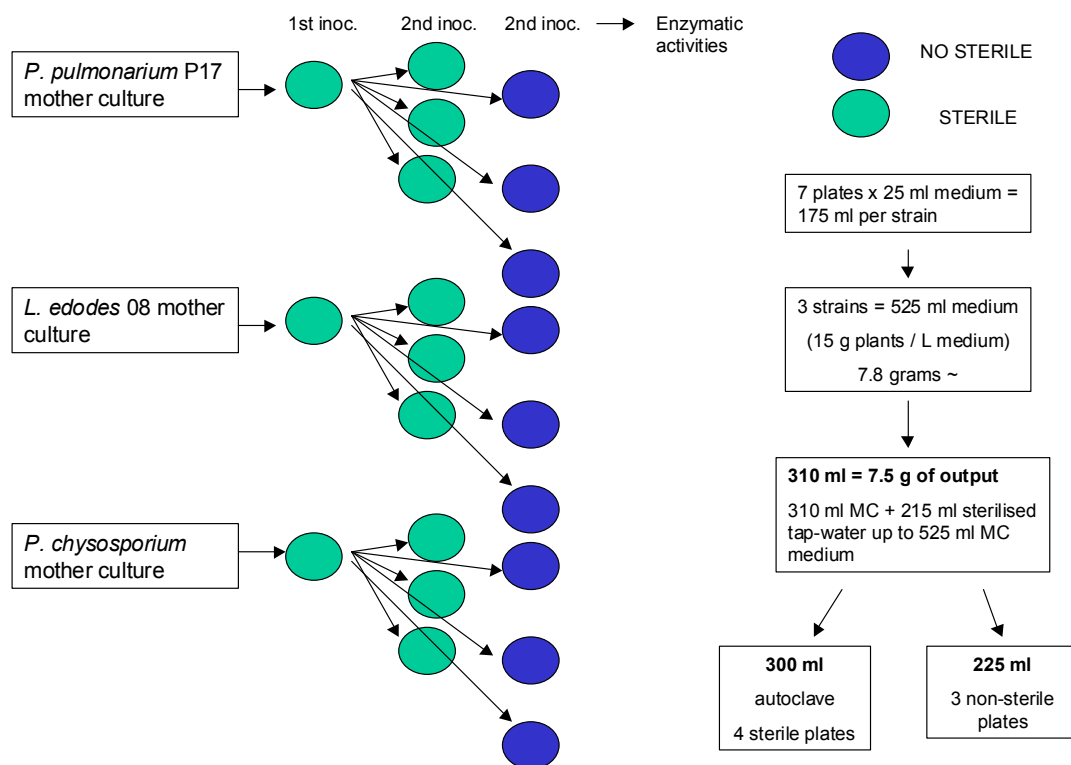 1st inoc.
2nd inoc.
2nd inoc.
Enzymatic
activities
P. pulmonarium P17
mother culture
L. edodes 08 mother
culture
P. chysosporium
mother culture
NO STERILE
STERILE
7 plates x 25 ml medium =
175 ml per strain
3 strains = 525 ml medium
(15 g plants / L medium)
7.8 grams ~
310 ml = 7.5 g of output
310 ml MC + 215 ml sterilised
tap-water up to 525 ml MC
medium
300 ml
autoclave
4 sterile plates
225 ml
3 non-sterile
plates